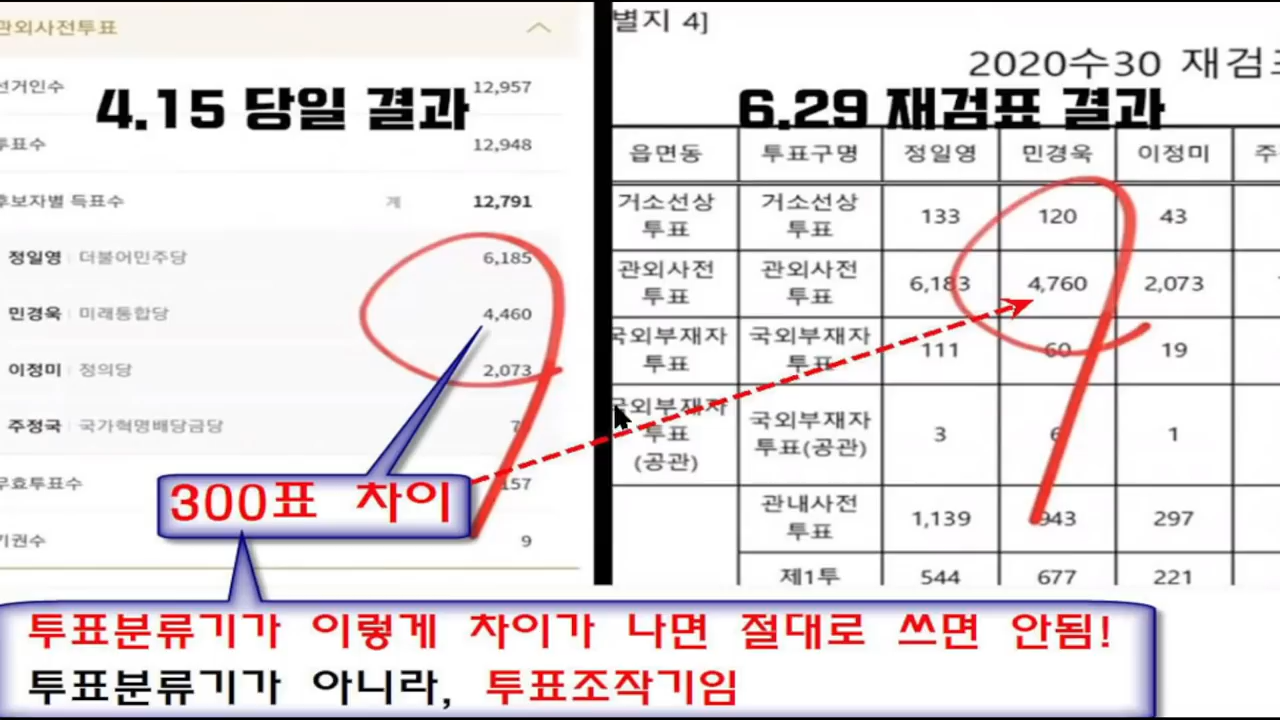 관외사전투표
선거인수 12,957
4.15 당일 결과
투표수 12,948
후보자별 득표수 계 12,791
정일영 더불어민주당 6,185
민경욱 미래통합당 4,460
이정미 정의당 2,073
주정국 국가혁명배당금당
무효투표수 157
기권수 9
별지 4]
2020수30 재검표
6.29 재검표 결과
읍면동 투표구명 정일영 민경욱 이정미 주
거소선상 거소선상
투표 투표 133 120 43
관외사전 관외사전
투표 투표 6,183 4,760 2,073
국외부재자 국외부재자
투표 투표 111 60 19
국외부재자 국외부재자
투표 투표(공관) 3 6 1
(공관)
관내사전
투표 1,139 943 297
제1투 544 677 221
300표 차이
투표분류기가 이렇게 차이가 나면 절대로 쓰면 안됨!
투표분류기가 아니라, 투표조작기임